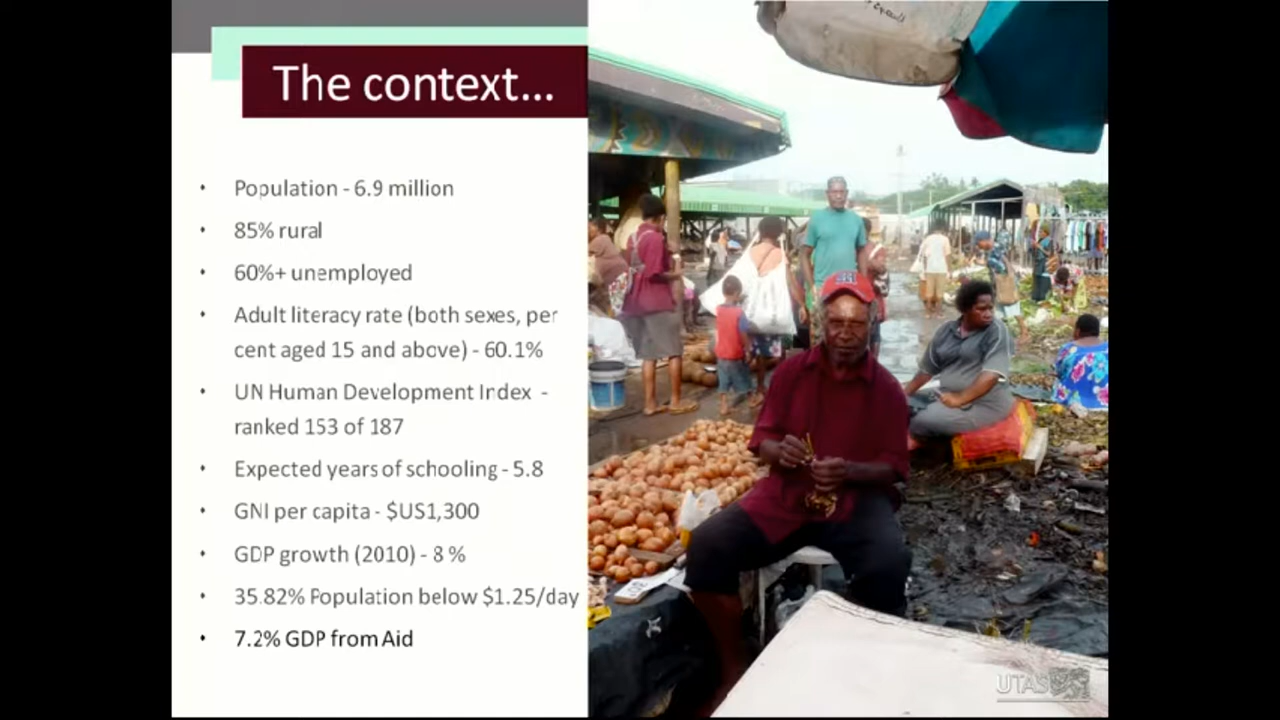 The context...
• Population - 6.9 million
• 85% rural
• 60%+ unemployed
• Adult literacy rate (both sexes, per
cent aged 15 and above) - 60.1%
• UN Human Development Index -
ranked 153 of 187
• Expected years of schooling - 5.8
• GNI per capita - $US1,300
• GDP growth (2010) - 8 %
• 35.82% Population below $1.25/day
• 7.2% GDP from Aid
UTAS